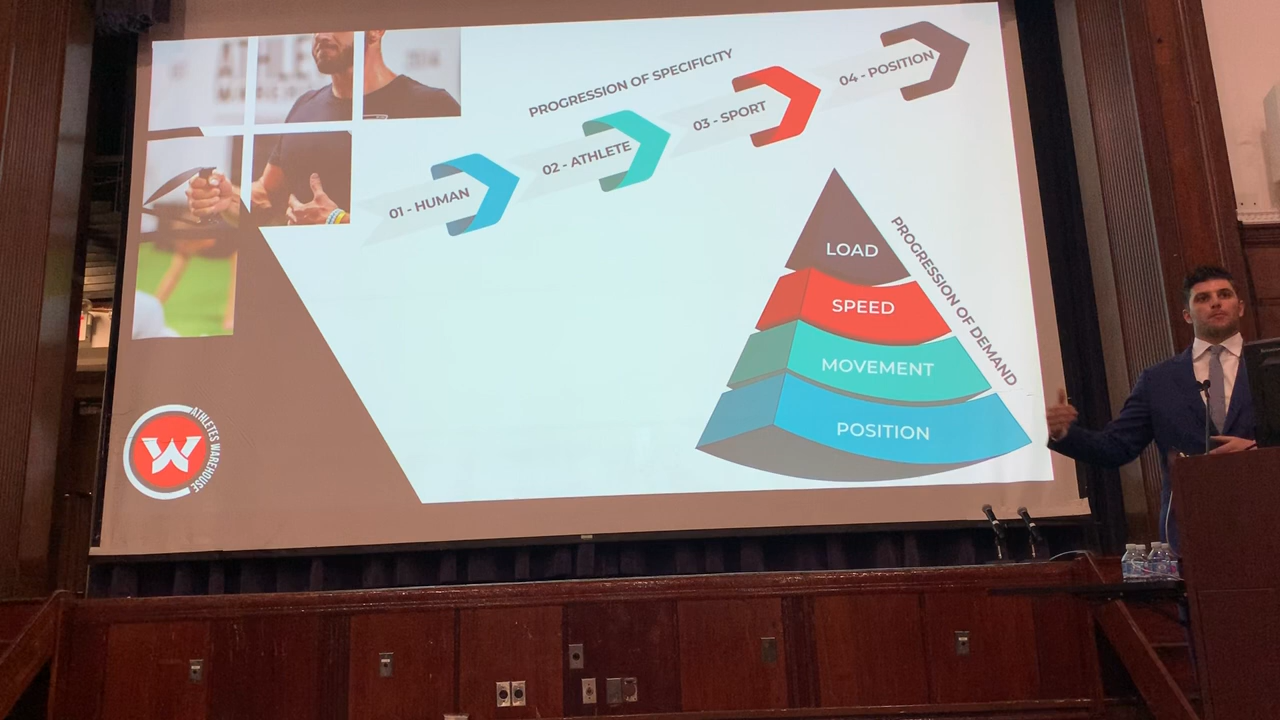 PROGRESSION OF SPECIFICITY
01 - HUMAN
02 - ATHLETE
03 - SPORT
04 - POSITION
LOAD
SPEED
MOVEMENT
POSITION
PROGRESSION OF DEMAND
W
ATHLETES WAREHOUSE